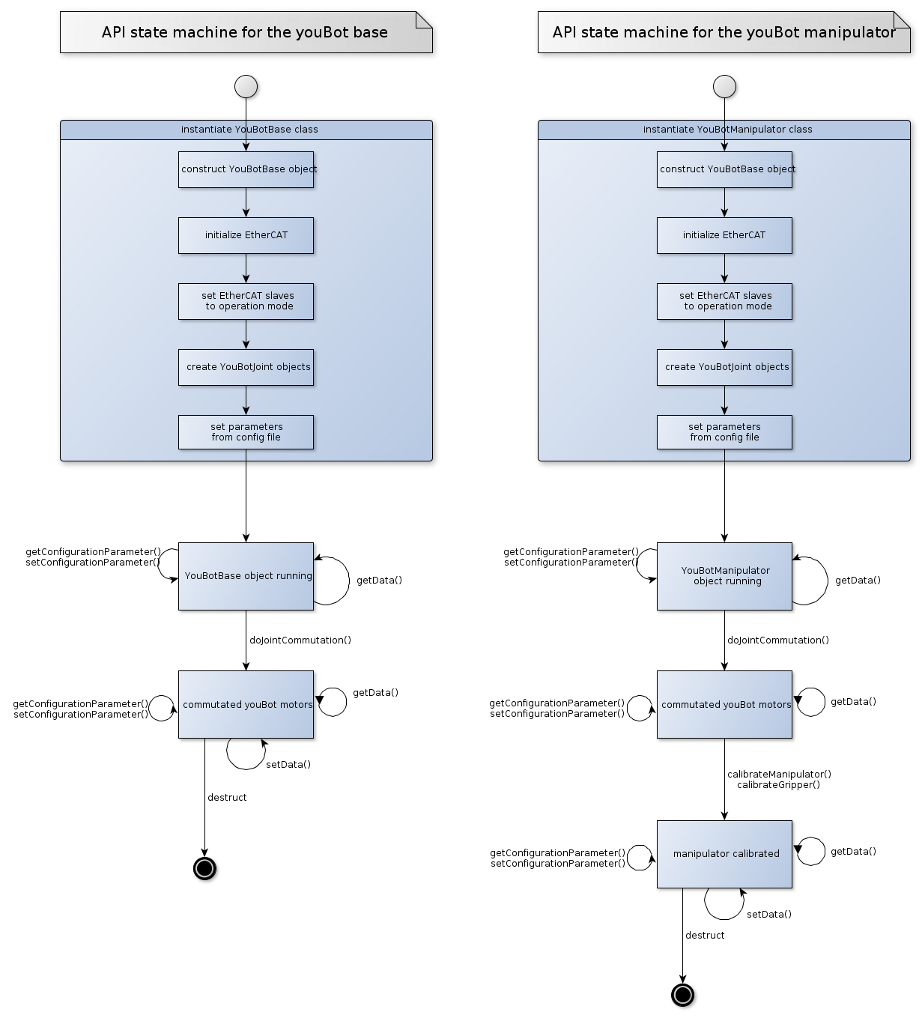 API state machine for the youBot base
instantiate YouBotBase class
construct YouBotBase object
initialize EtherCAT
set EtherCAT slaves
to operation mode
create YouBotJoint objects
set parameters
from config file
getConfigurationParameter()
setConfigurationParameter()
YouBotBase object running
getData()
doJointCommutation()
getConfigurationParameter()
setConfigurationParameter()
commutated youBot motors
getData()
setData()
destruct
API state machine for the youBot manipulator
instantiate YouBotManipulator class
construct YouBotBase object
initialize EtherCAT
set EtherCAT slaves
to operation mode
create YouBotJoint objects
set parameters
from config file
getConfigurationParameter()
setConfigurationParameter()
YouBotManipulator
object running
getData()
doJointCommutation()
getConfigurationParameter()
setConfigurationParameter()
commutated youBot motors
getData()
calibrateManipulator()
calibrateGripper()
getConfigurationParameter()
setConfigurationParameter()
manipulator calibrated
getData()
setData()
destruct